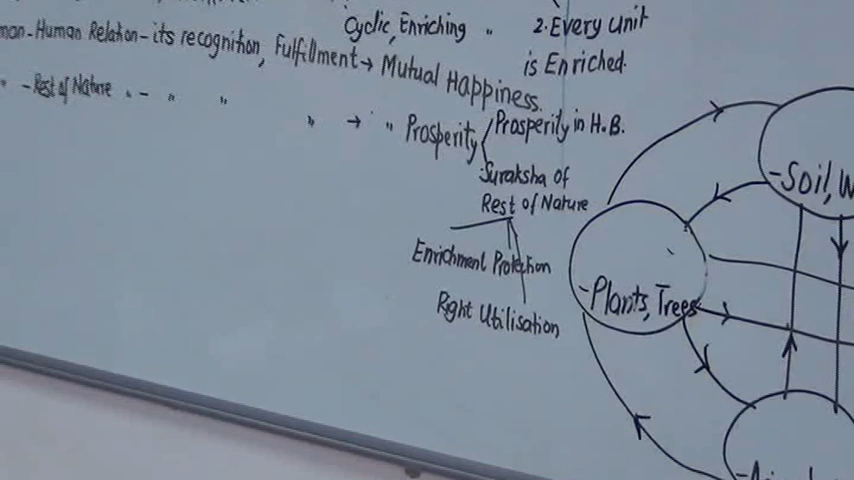 Cyclic, Enriching " 2. Every unit
is Enriched.
man-Human Relation - its recognition, Fulfillment → Mutual Happiness.
" - Rest of Nature " - " "
" → " Prosperity
Prosperity in H.B.
Suraksha of
Rest of Nature
Enrichment Protection
Right Utilisation
- Soil, W
- Plants, Trees